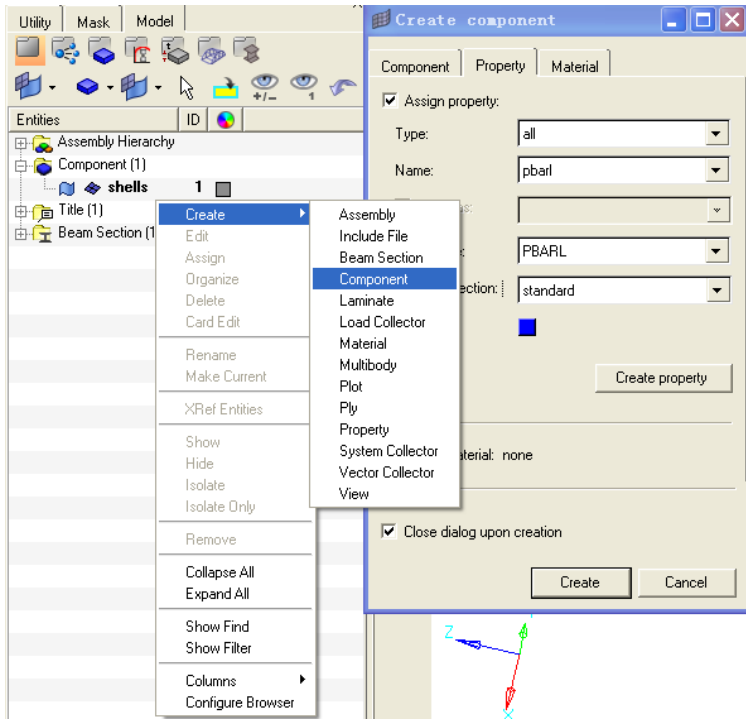 Utility Mask Model
Entities ID
Assembly Hierarchy
Component (1)
shells 1
Title (1)
Beam Section (1
Create
Edit
Assign
Organize
Delete
Card Edit
Rename
Make Current
XRef Entities
Show
Hide
Isolate
Isolate Only
Remove
Collapse All
Expand All
Show Find
Show Filter
Columns
Configure Browser
Assembly
Include File
Beam Section
Component
Laminate
Load Collector
Material
Multibody
Plot
Ply
Property
System Collector
Vector Collector
View
Create component
Component Property Material
Assign property:
Type: all
Name: pbarl
PBARL
ection: standard
Create property
aterial: none
Close dialog upon creation
Create Cancel
Z
X